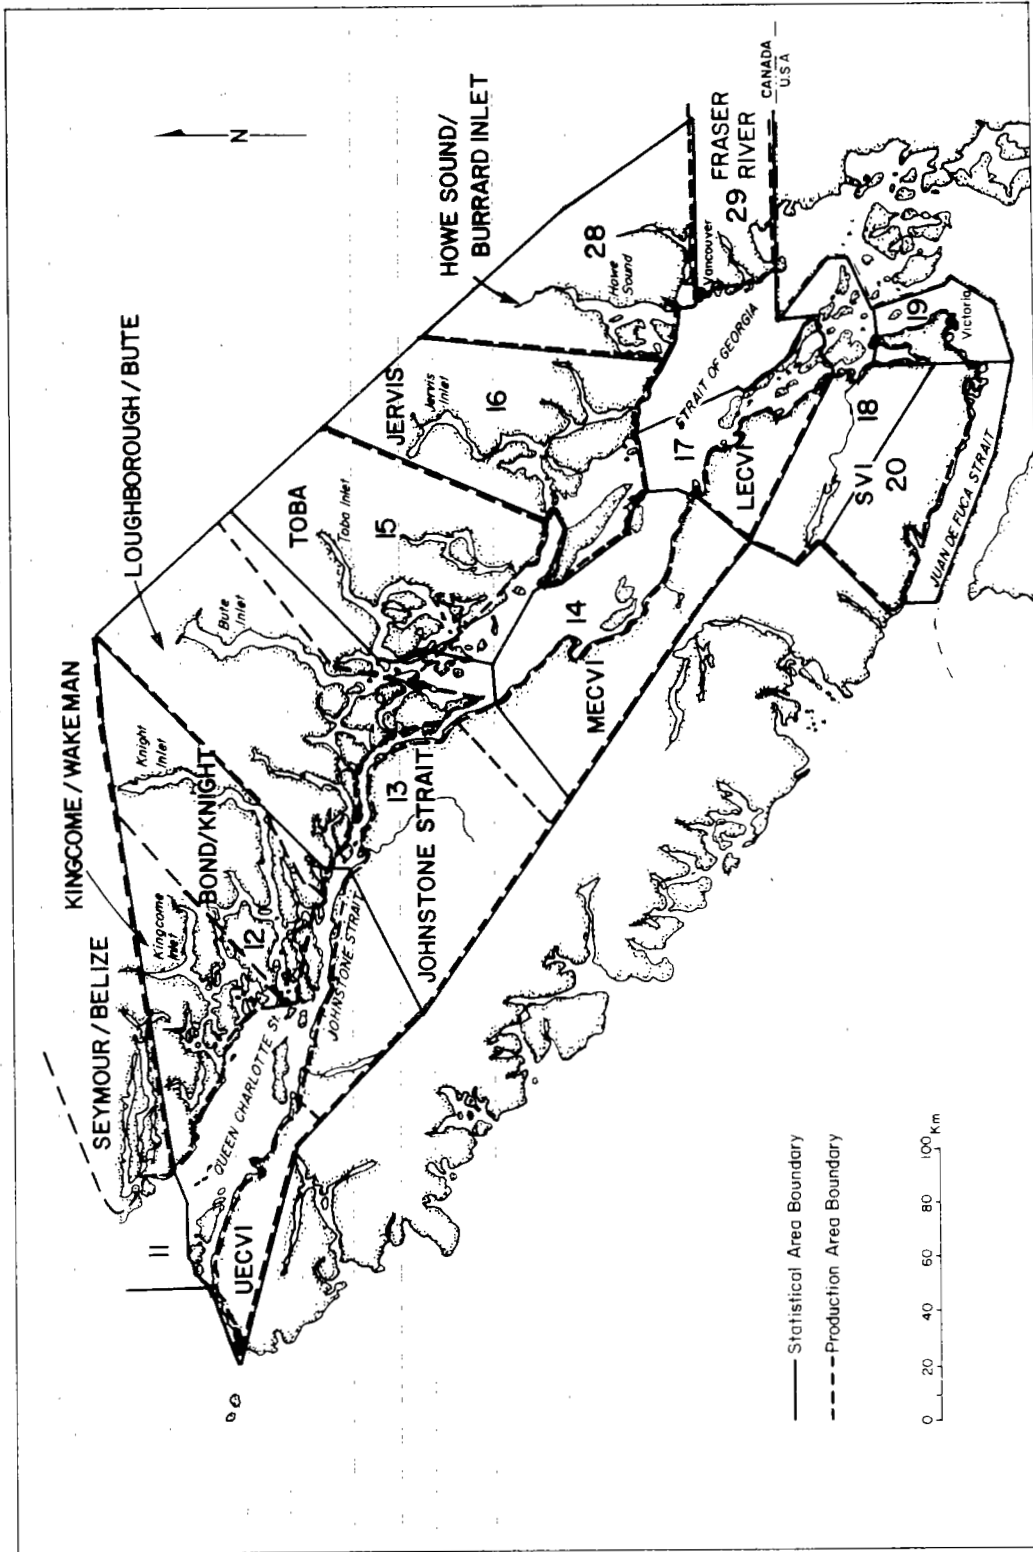 SEYMOUR / BELIZE
KINGCOME / WAKEMAN
LOUGHBOROUGH / BUTE
HOWE SOUND/
BURRARD INLET
N
11
Kingcome
Inlet
Knight
Inlet
Bute
Inlet
BOND/KNIGHT
12
TOBA
Toba Inlet
15
JERVIS
Jervis
Inlet
16
28
Howe
Sound
UECVI
QUEEN CHARLOTTE St.
JOHNSTONE STRAIT
JOHNSTONE STRAIT
13
14
MECVI
17
STRAIT OF GEORGIA
LECVI
Vancouver
29
FRASER
RIVER
CANADA
U.S.A
18
SVI
20
19
Victoria
JUAN DE FUCA STRAIT
Statistical Area Boundary
Production Area Boundary
0 20 40 60 80 100 Km